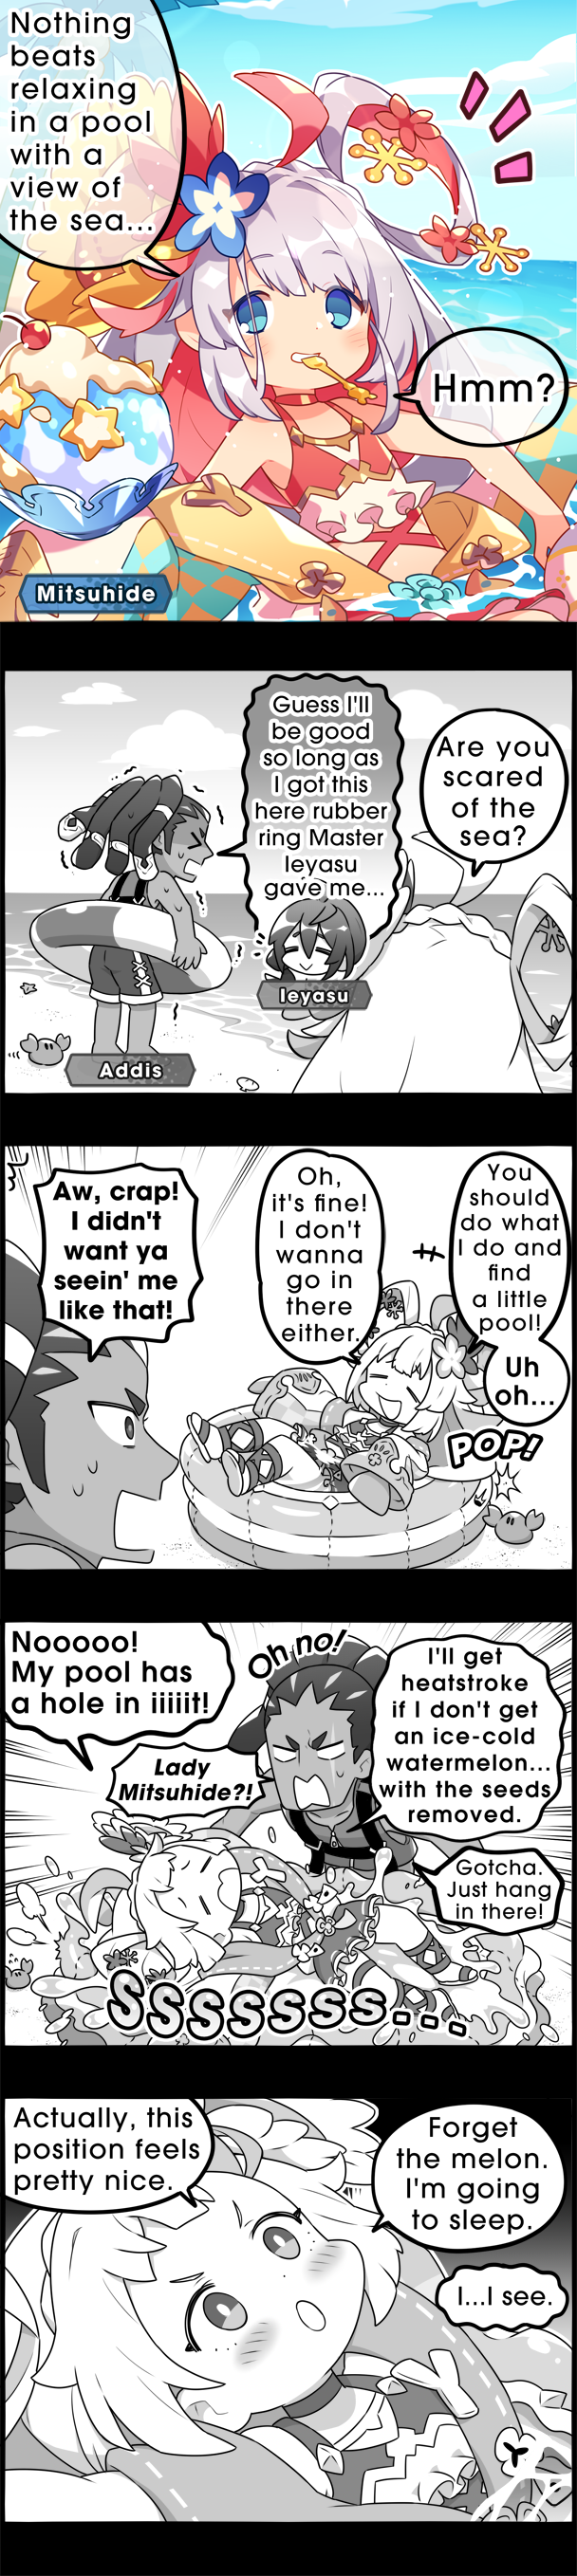 Nothing
beats
relaxing
in a pool
with a
view of
the sea...
Hmm?
Mitsuhide
Are you
scared
of the
sea?
Guess I'll
be good
so long as
I got this
here rubber
ring Master
Ieyasu
gave me...
Ieyasu
Addis
You
should
do what
I do and
find
a little
pool!
Oh,
it's fine!
I don't
wanna
go in
there
either.
Aw, crap!
I didn't
want ya
seein' me
like that!
Uh
oh...
POP!
Nooooo!
My pool has
a hole in iiiiit!
Oh no!
Lady
Mitsuhide?!
I'll get
heatstroke
if I don't get
an ice-cold
watermelon...
with the seeds
removed.
Gotcha.
Just hang
in there!
Sssssss...
Actually, this
position feels
pretty nice.
Forget
the melon.
I'm going
to sleep.
I...I see.